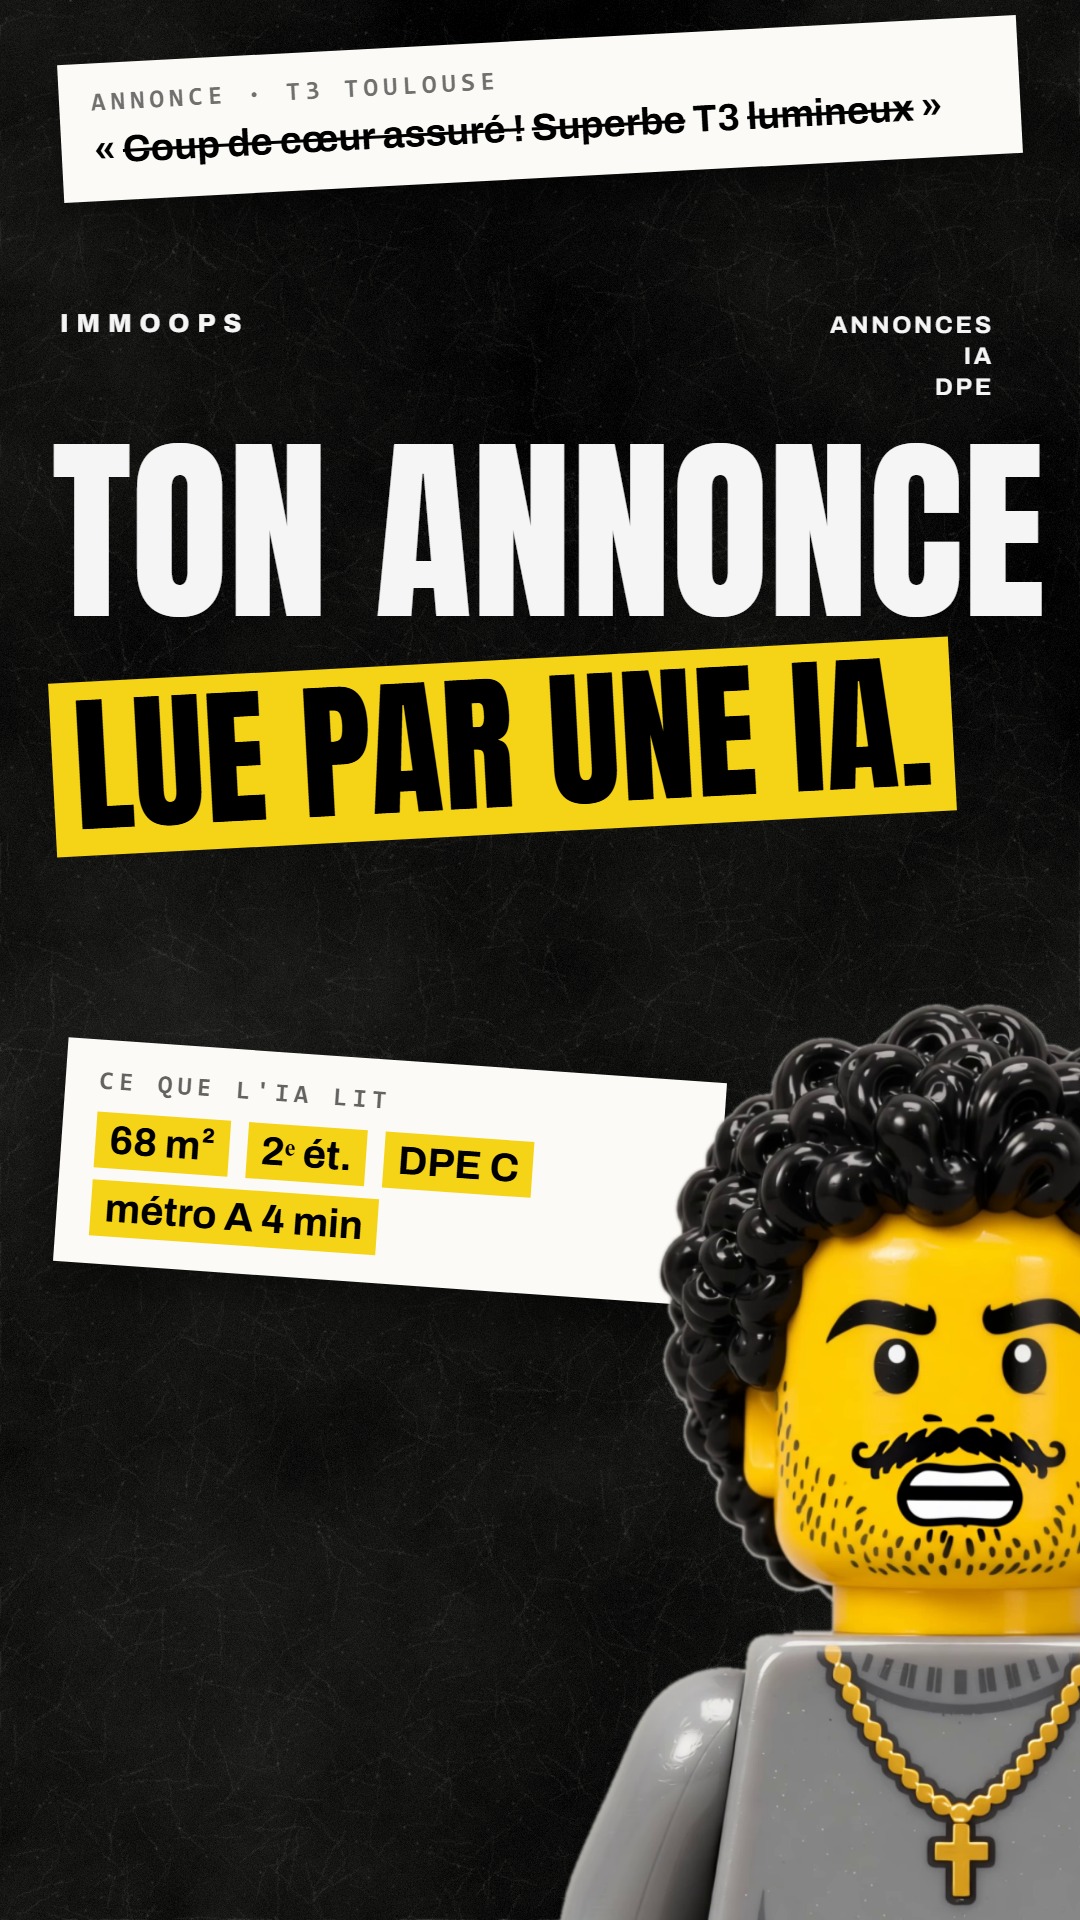 ANNONCE · T3 TOULOUSE
« Coup de cœur assuré ! Superbe T3 lumineux »
IMMOOPS
ANNONCES
IA
DPE
TON ANNONCE
LUE PAR UNE IA.
CE QUE L'IA LIT
68 m² 2ᵉ ét. DPE C
métro A 4 min